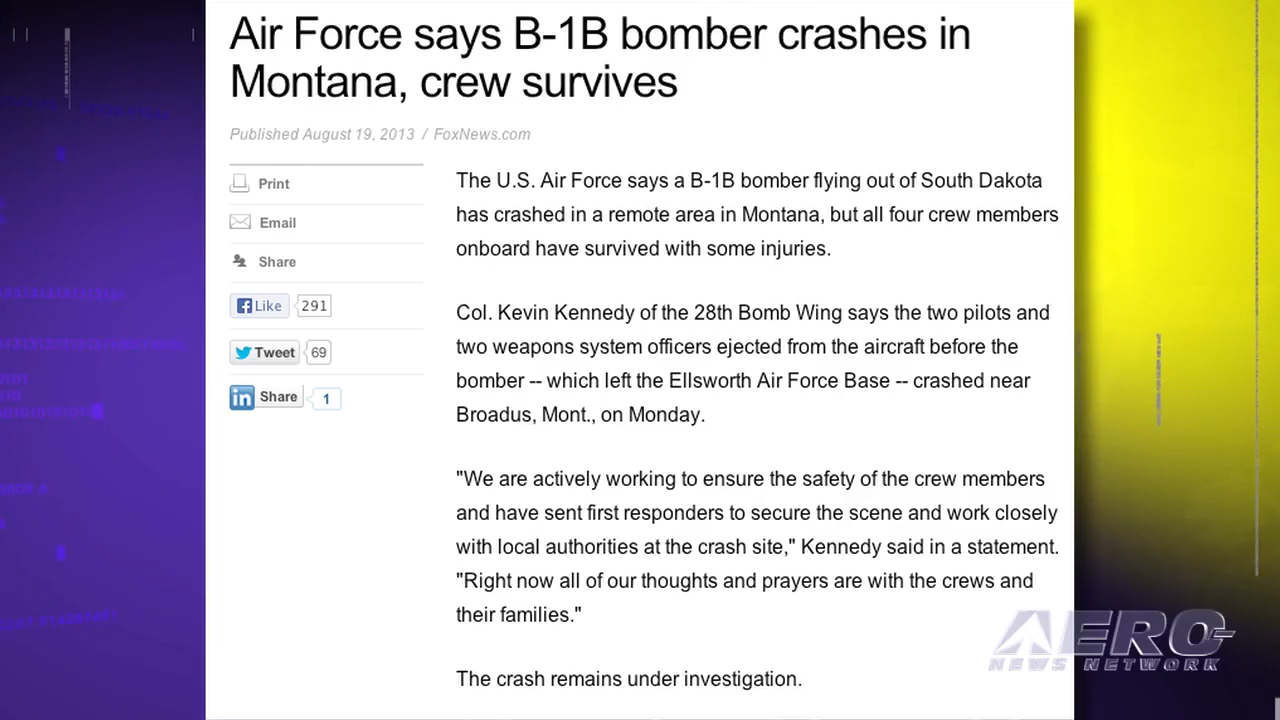 Air Force says B-1B bomber crashes in
Montana, crew survives
Published August 19, 2013 / FoxNews.com
Print
Email
Share
Like 291
Tweet 69
in Share 1
The U.S. Air Force says a B-1B bomber flying out of South Dakota
has crashed in a remote area in Montana, but all four crew members
onboard have survived with some injuries.
Col. Kevin Kennedy of the 28th Bomb Wing says the two pilots and
two weapons system officers ejected from the aircraft before the
bomber -- which left the Ellsworth Air Force Base -- crashed near
Broadus, Mont., on Monday.
"We are actively working to ensure the safety of the crew members
and have sent first responders to secure the scene and work closely
with local authorities at the crash site," Kennedy said in a statement.
"Right now all of our thoughts and prayers are with the crews and
their families."
The crash remains under investigation.
AERO
NEWS NETWORK